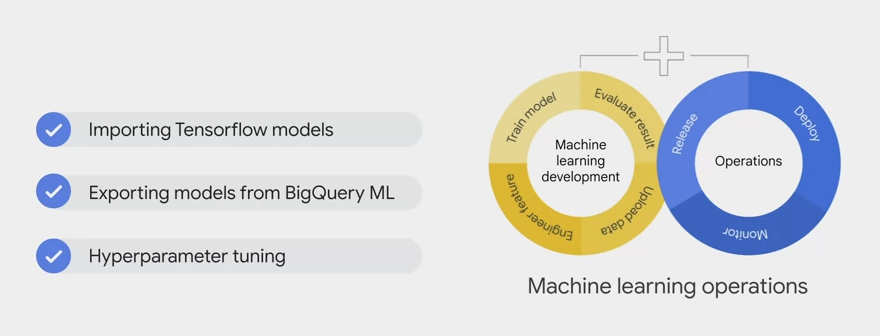 Importing Tensorflow models
Exporting models from BigQuery ML
Hyperparameter tuning
Train model
Evaluate result
Engineer feature
Upload data
Machine
learning
development
Release
Deploy
Monitor
Operations
Machine learning operations